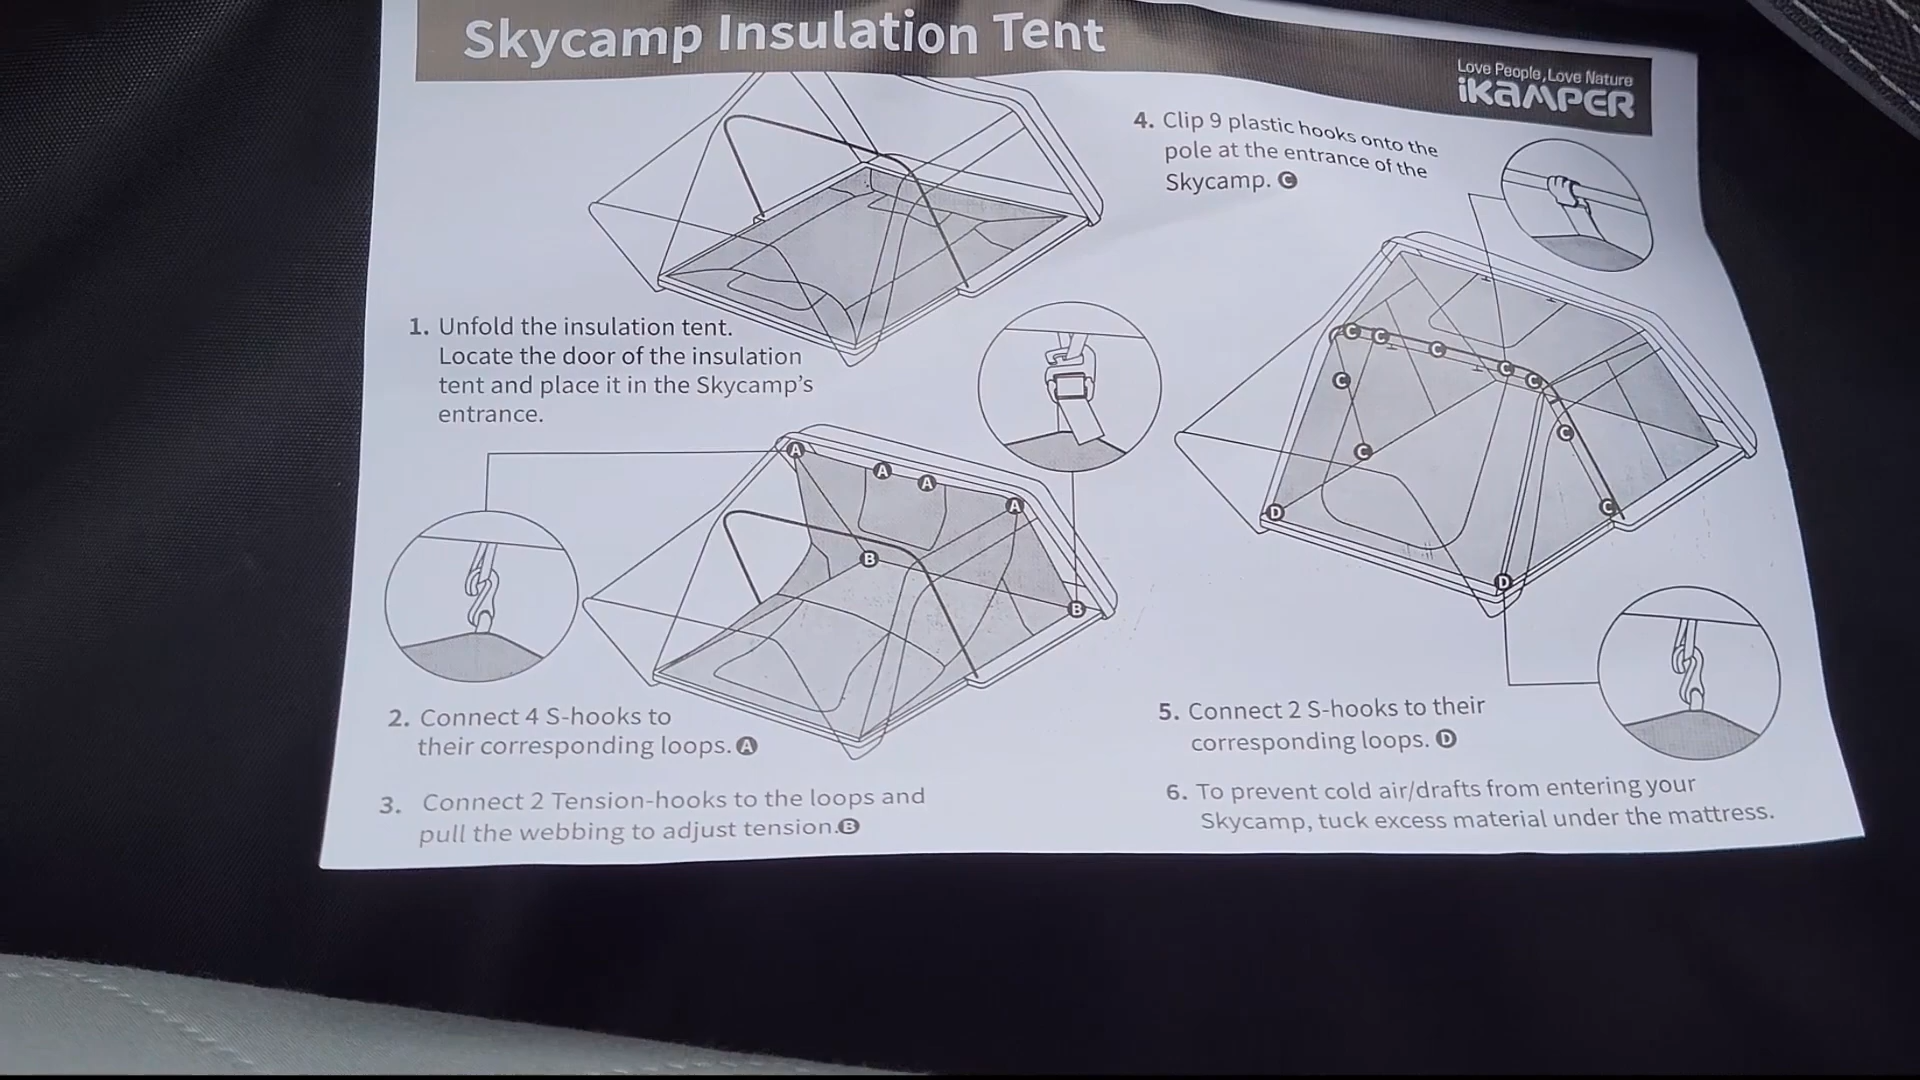 Skycamp Insulation Tent
Love People, Love Nature
iKAMPER
1. Unfold the insulation tent.
Locate the door of the insulation
tent and place it in the Skycamp's
entrance.
A
A
A
A
B
B
2. Connect 4 S-hooks to
their corresponding loops. A
3. Connect 2 Tension-hooks to the loops and
pull the webbing to adjust tension. B
4. Clip 9 plastic hooks onto the
pole at the entrance of the
Skycamp. C
C
C
C
C
C
C
C
C
C
D
D
5. Connect 2 S-hooks to their
corresponding loops. D
6. To prevent cold air/drafts from entering your
Skycamp, tuck excess material under the mattress.